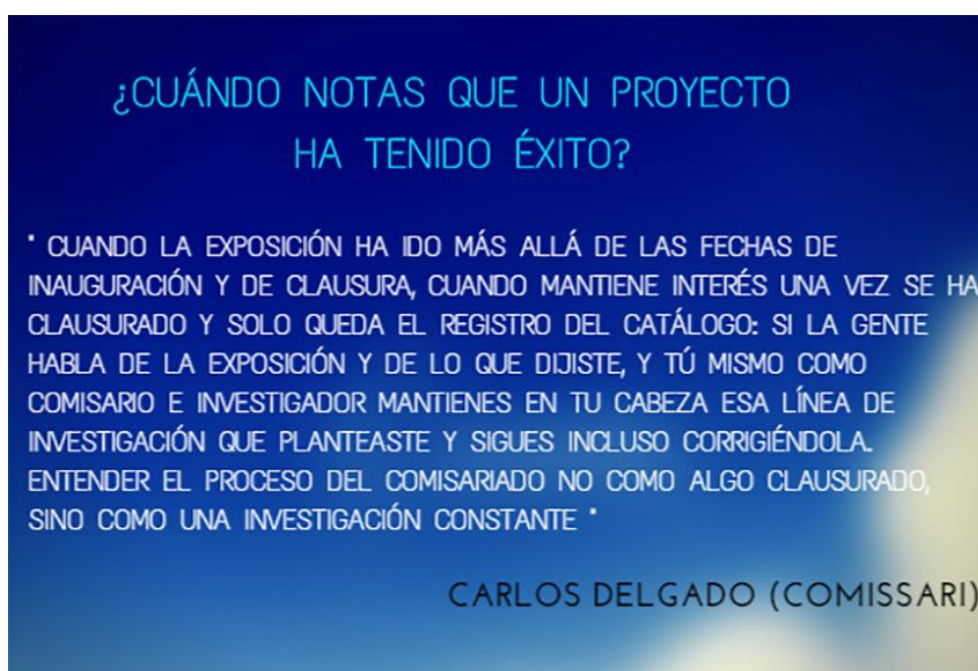 ¿CUÁNDO NOTAS QUE UN PROYECTO
HA TENIDO ÉXITO?
" CUANDO LA EXPOSICIÓN HA IDO MÁS ALLÁ DE LAS FECHAS DE
INAUGURACIÓN Y DE CLAUSURA, CUANDO MANTIENE INTERÉS UNA VEZ SE HA
CLAUSURADO Y SOLO QUEDA EL REGISTRO DEL CATÁLOGO: SI LA GENTE
HABLA DE LA EXPOSICIÓN Y DE LO QUE DIJISTE, Y TÚ MISMO COMO
COMISARIO E INVESTIGADOR MANTIENES EN TU CABEZA ESA LÍNEA DE
INVESTIGACIÓN QUE PLANTEASTE Y SIGUES INCLUSO CORRIGIÉNDOLA.
ENTENDER EL PROCESO DEL COMISARIADO NO COMO ALGO CLAUSURADO,
SINO COMO UNA INVESTIGACIÓN CONSTANTE "
CARLOS DELGADO (COMISSARI)